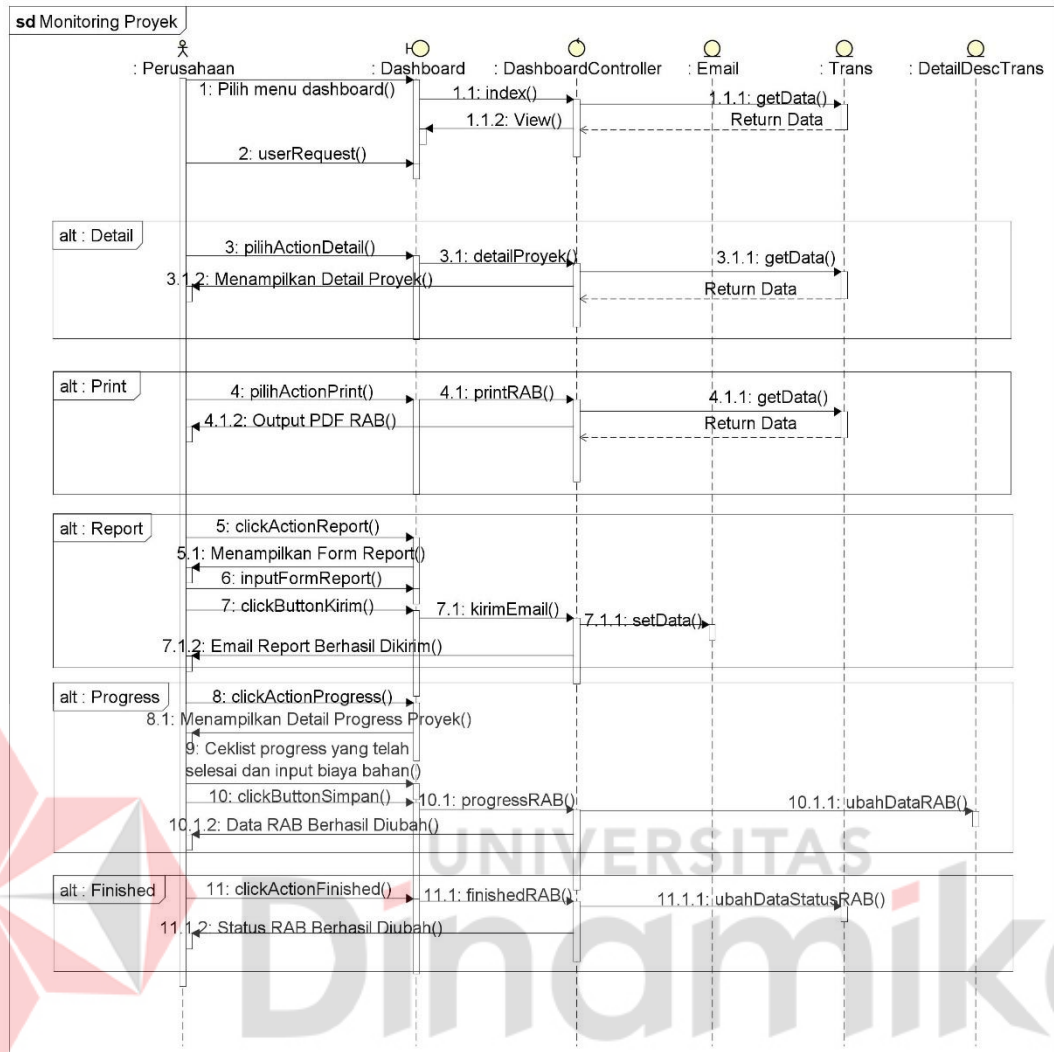 sd Monitoring Proyek
: Perusahaan
: Dashboard
: DashboardController
: Email
: Trans
: DetailDescTrans
1: Pilih menu dashboard()
1.1: index()
1.1.1: getData()
1.1.2: View()
Return Data
2: userRequest()
alt : Detail
3: pilihActionDetail()
3.1: detailProyek()
3.1.1: getData()
3.1.2: Menampilkan Detail Proyek()
Return Data
alt : Print
4: pilihActionPrint()
4.1: printRAB()
4.1.1: getData()
4.1.2: Output PDF RAB()
Return Data
alt : Report
5: clickActionReport()
5.1: Menampilkan Form Report()
6: inputFormReport()
7: clickButtonKirim()
7.1: kirimEmail()
7.1.1: setData()
7.1.2: Email Report Berhasil Dikirim()
alt : Progress
8: clickActionProgress()
8.1: Menampilkan Detail Progress Proyek()
9: Ceklist progress yang telah
selesai dan input biaya bahan()
10: clickButtonSimpan()
10.1: progressRAB()
10.1.1: ubahDataRAB()
10.1.2: Data RAB Berhasil Diubah()
UNIVERSITAS
Dinamika
alt : Finished
11: clickActionFinished()
11.1: finishedRAB()
11.1.1: ubahDataStatusRAB()
11.1.2: Status RAB Berhasil Diubah()